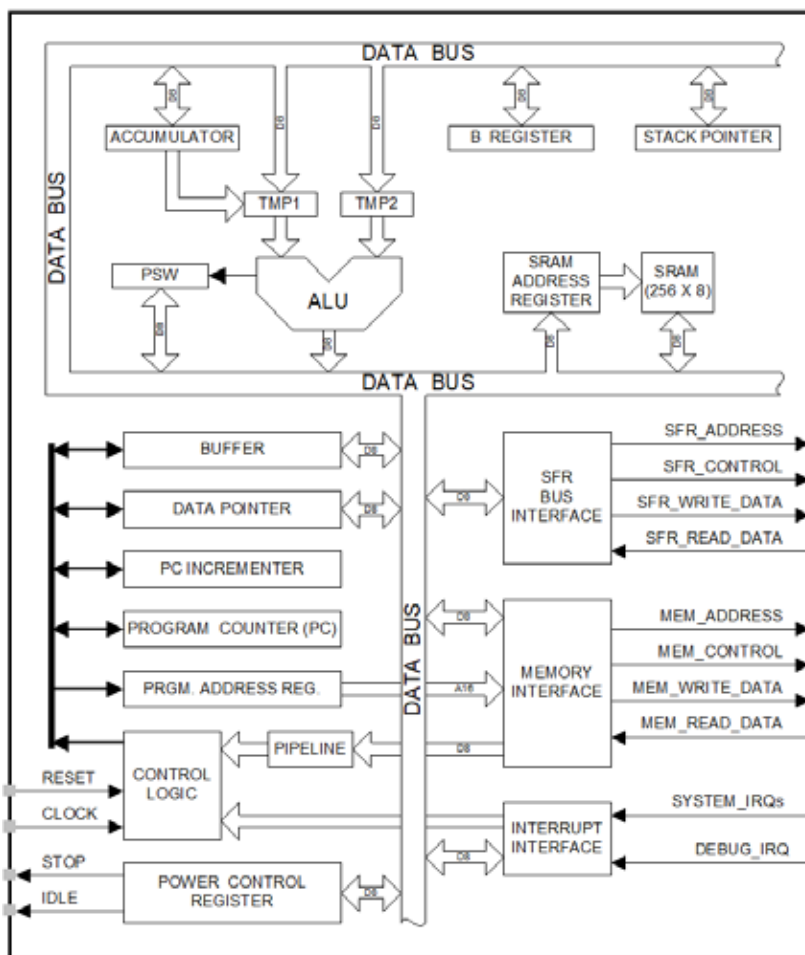 DATA BUS
D8
D8
D8
D8
D8
ACCUMULATOR
B REGISTER
STACK POINTER
DATA BUS
TMP1
TMP2
PSW
ALU
SRAM
ADDRESS
REGISTER
SRAM
(256 X 8)
D8
D8
D8
D8
DATA BUS
BUFFER
D8
DATA POINTER
D8
PC INCREMENTER
PROGRAM COUNTER (PC)
PRGM. ADDRESS REG.
A16
DATA BUS
SFR
BUS
INTERFACE
D8
SFR_ADDRESS
SFR_CONTROL
SFR_WRITE_DATA
SFR_READ_DATA
D8
MEMORY
INTERFACE
MEM_ADDRESS
MEM_CONTROL
MEM_WRITE_DATA
MEM_READ_DATA
PIPELINE
D8
CONTROL
LOGIC
RESET
CLOCK
INTERRUPT
INTERFACE
D8
SYSTEM_IRQs
DEBUG_IRQ
STOP
IDLE
POWER CONTROL
REGISTER
D8